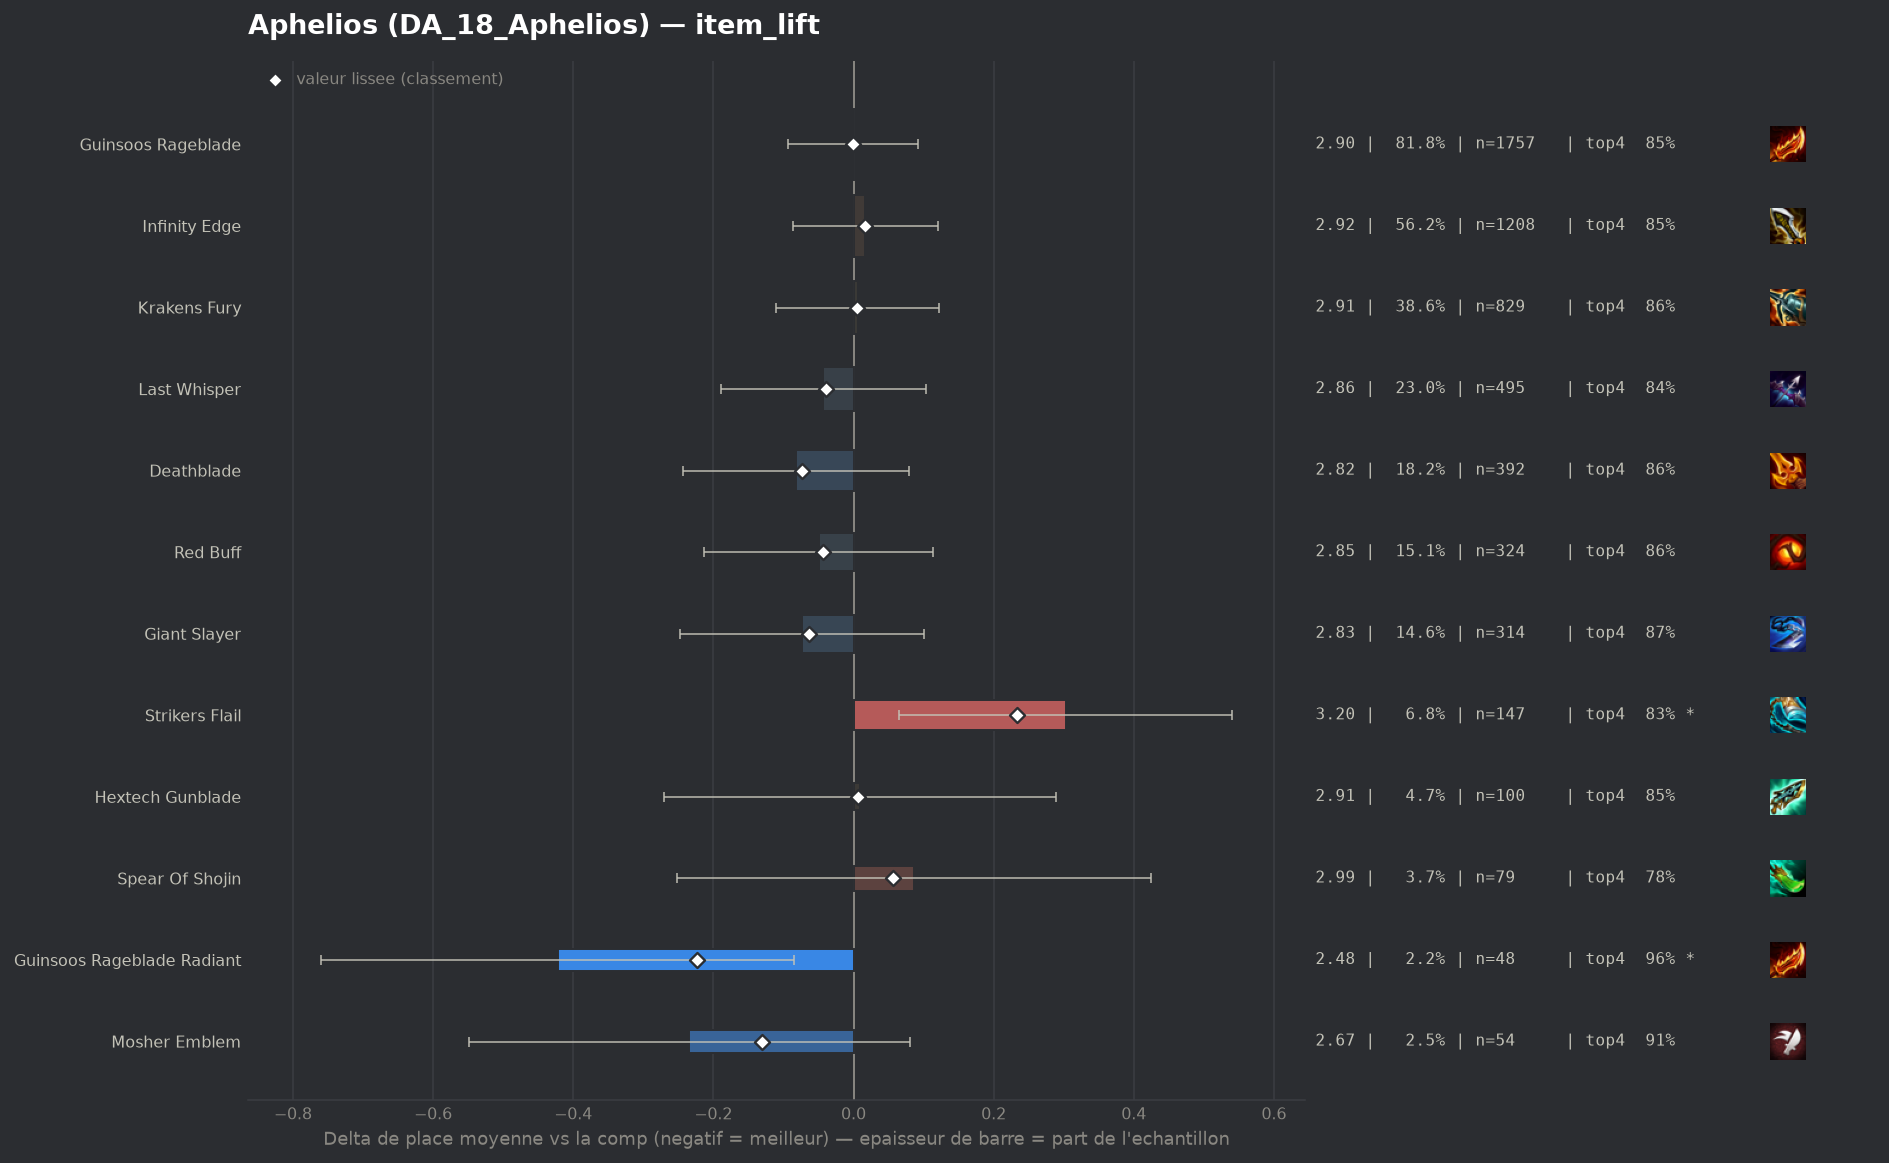 Aphelios (DA_18_Aphelios) — item_lift
valeur lissee (classement)
Guinsoos Rageblade 2.90 | 81.8% | n=1757 | top4 85%
Infinity Edge 2.92 | 56.2% | n=1208 | top4 85%
Krakens Fury 2.91 | 38.6% | n=829 | top4 86%
Last Whisper 2.86 | 23.0% | n=495 | top4 84%
Deathblade 2.82 | 18.2% | n=392 | top4 86%
Red Buff 2.85 | 15.1% | n=324 | top4 86%
Giant Slayer 2.83 | 14.6% | n=314 | top4 87%
Strikers Flail 3.20 | 6.8% | n=147 | top4 83% *
Hextech Gunblade 2.91 | 4.7% | n=100 | top4 85%
Spear Of Shojin 2.99 | 3.7% | n=79 | top4 78%
Guinsoos Rageblade Radiant 2.48 | 2.2% | n=48 | top4 96% *
Mosher Emblem 2.67 | 2.5% | n=54 | top4 91%
−0.8 −0.6 −0.4 −0.2 0.0 0.2 0.4 0.6
Delta de place moyenne vs la comp (negatif = meilleur) — epaisseur de barre = part de l'echantillon